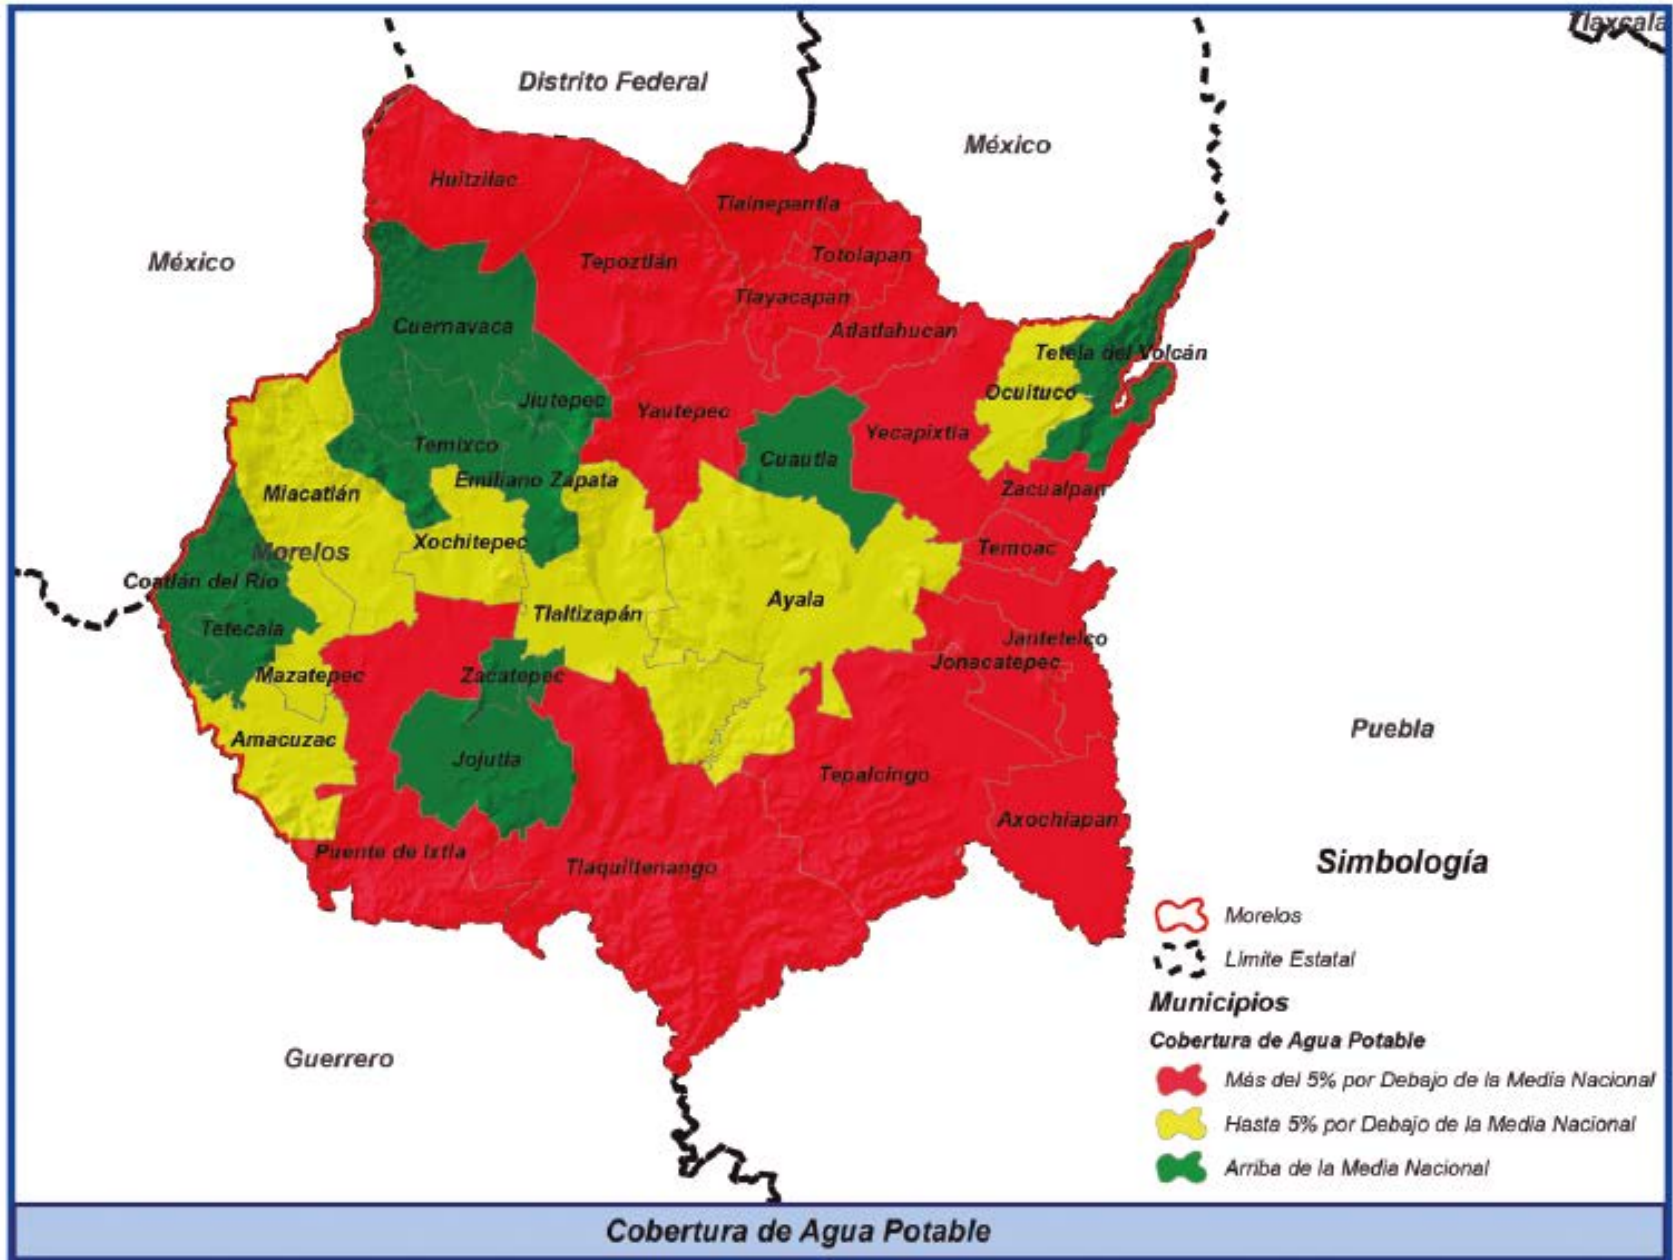 Tlaxcala
Distrito Federal
México
Huitzilac
Tlalnepantla
Totolapan
México
Tepoztlán
Tlayacapan
Cuernavaca
Atlatlahucan
Tetela del Volcán
Ocuituco
Jiutepec
Yautepec
Yecapixtla
Temixco
Cuautla
Emiliano Zapata
Zacualpan
Miacatlán
Xochitepec
Temoac
Morelos
Coatlán del Río
Ayala
Tlaltizapán
Tetecala
Jantetelco
Jonacatepec
Mazatepec
Zacatepec
Puebla
Amacuzac
Jojutla
Tepalcingo
Axochiapan
Puente de Ixtla
Tlaquiltenango
Guerrero
Simbología
Morelos
Límite Estatal
Municipios
Cobertura de Agua Potable
Más del 5% por Debajo de la Media Nacional
Hasta 5% por Debajo de la Media Nacional
Arriba de la Media Nacional
Cobertura de Agua Potable